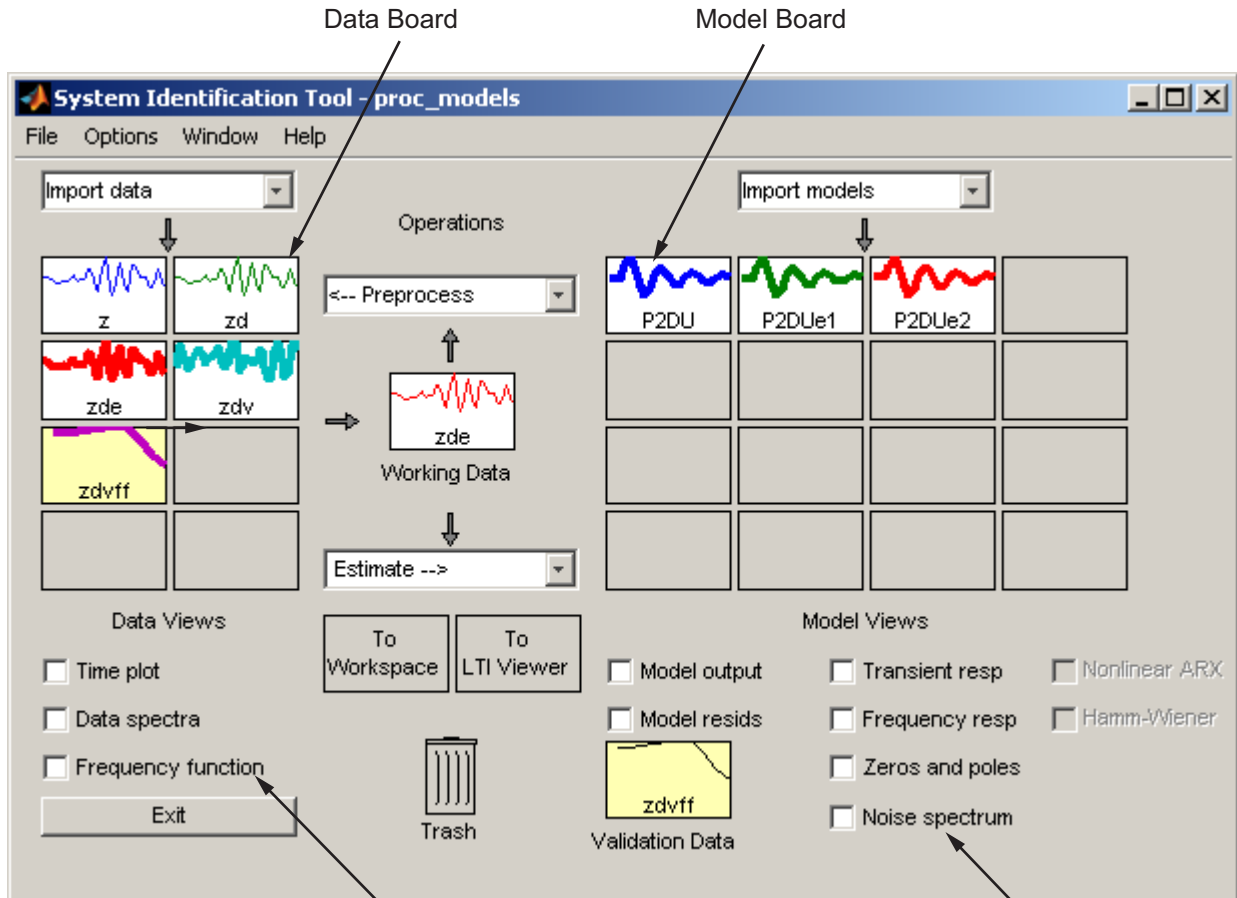 Data Board
Model Board
System Identification Tool - proc_models
File Options Window Help
Import data
Import models
Operations
z
zd
<-- Preprocess
P2DU
P2DUe1
P2DUe2
zde
zdv
zde
Working Data
zdvff
Estimate -->
Data Views
Model Views
To Workspace
To LTI Viewer
Time plot
Data spectra
Frequency function
Exit
Trash
Model output
Model resids
zdvff
Validation Data
Transient resp
Frequency resp
Zeros and poles
Noise spectrum
Nonlinear ARX
Hamm-Wiener